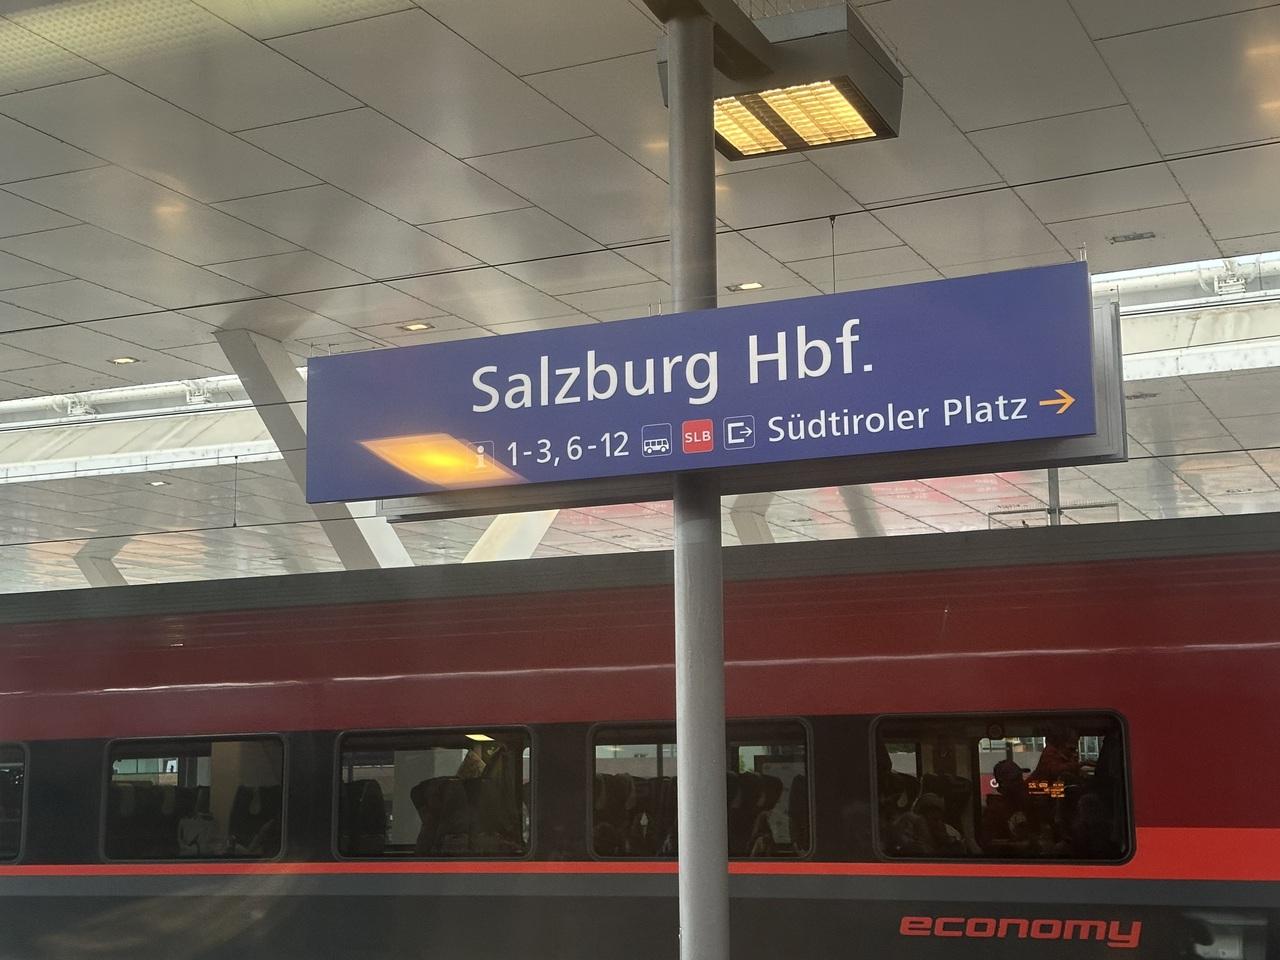 Salzburg Hbf.
i 1-3, 6-12 SLB Südtiroler Platz →
economy